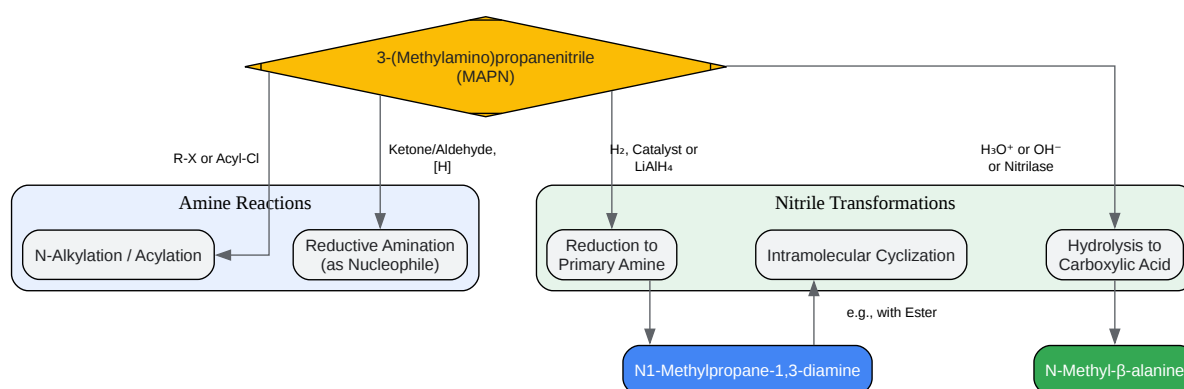 3-(Methylamino)propanenitrile
(MAPN)
R-X or Acyl-Cl
Ketone/Aldehyde,
[H]
H₂, Catalyst or
LiAlH₄
H₃O⁺ or OH⁻
or Nitrilase
Amine Reactions
Nitrile Transformations
N-Alkylation / Acylation
Reductive Amination
(as Nucleophile)
Reduction to
Primary Amine
Intramolecular Cyclization
Hydrolysis to
Carboxylic Acid
e.g., with Ester
N1-Methylpropane-1,3-diamine
N-Methyl-β-alanine